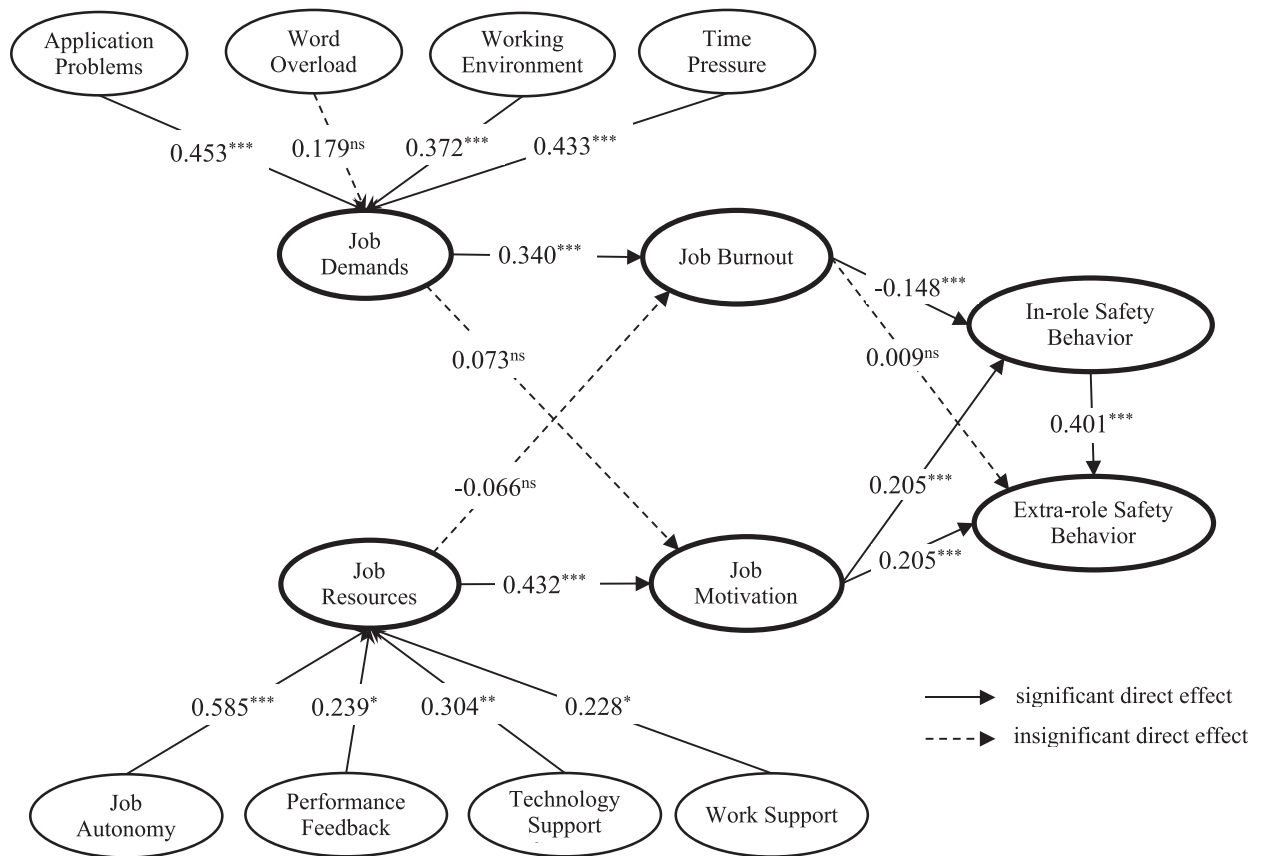 Application
Problems
Word
Overload
Working
Environment
Time
Pressure
0.453***
0.179ns
0.372***
0.433***
Job
Demands
0.340***
Job Burnout
-0.148***
In-role Safety
Behavior
0.073ns
0.009ns
0.401***
-0.066ns
0.205***
Extra-role Safety
Behavior
Job
Resources
0.432***
Job
Motivation
0.205***
0.585***
0.239*
0.304**
0.228*
significant direct effect
insignificant direct effect
Job
Autonomy
Performance
Feedback
Technology
Support
Work Support